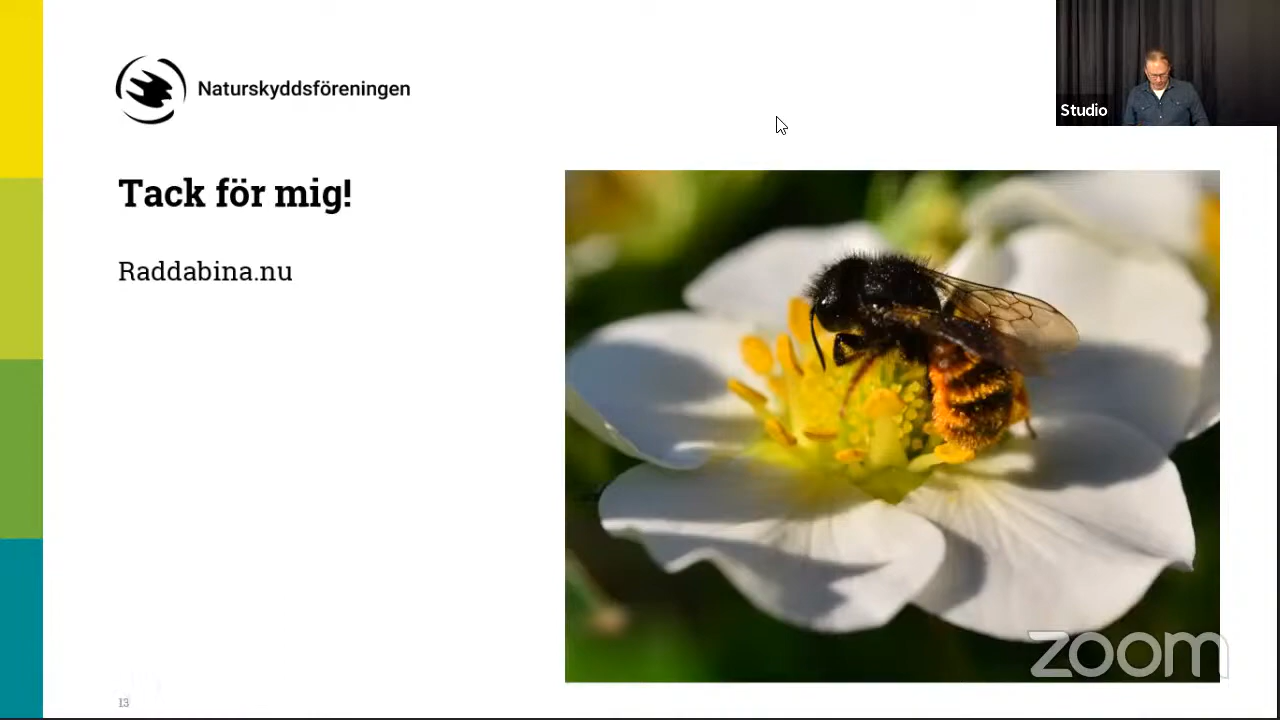 Naturskyddsföreningen
Studio
Tack för mig!
Raddabina.nu
zoom
13